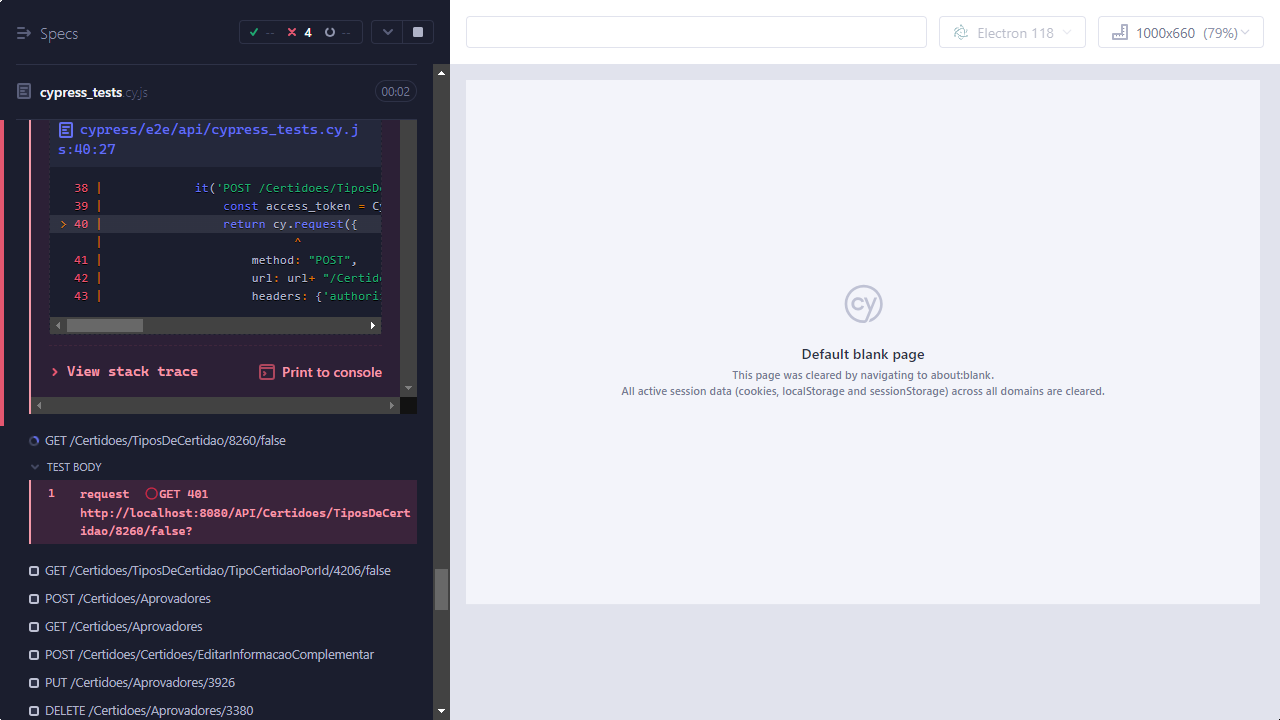 Specs
-- 4 --
Electron 118
1000x660 (79%)
cypress_tests.cy.js
00:02
cypress/e2e/api/cypress_tests.cy.j
s:40:27
38 | it('POST /Certidoes/TiposDe
39 | const access_token = Cy
> 40 | return cy.request({
| ^
41 | method: "POST",
42 | url: url+ "/Certido
43 | headers: {'authori
> View stack trace
Print to console
GET /Certidoes/TiposDeCertidao/8260/false
TEST BODY
1 request GET 401
http://localhost:8080/API/Certidoes/TiposDeCert
idao/8260/false?
GET /Certidoes/TiposDeCertidao/TipoCertidaoPorId/4206/false
POST /Certidoes/Aprovadores
GET /Certidoes/Aprovadores
POST /Certidoes/Certidoes/EditarInformacaoComplementar
PUT /Certidoes/Aprovadores/3926
DELETE /Certidoes/Aprovadores/3380
cy
Default blank page
This page was cleared by navigating to about:blank.
All active session data (cookies, localStorage and sessionStorage) across all domains are cleared.